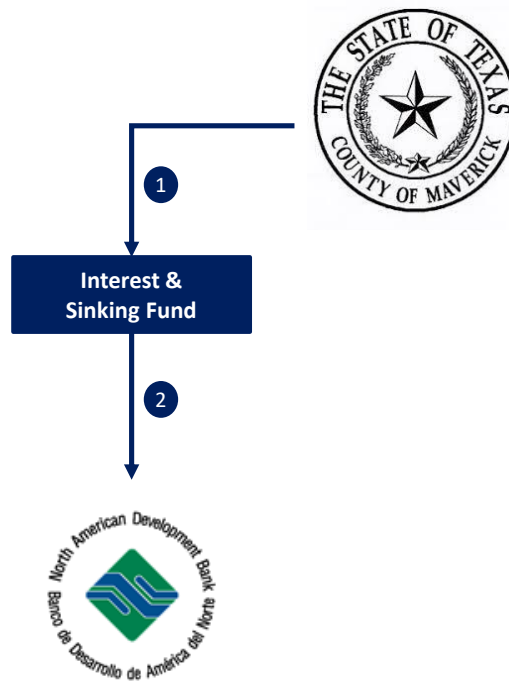 THE STATE OF TEXAS
COUNTY OF MAVERICK
1
Interest &
Sinking Fund
2
North American Development Bank
Banco de Desarrollo de América del Norte